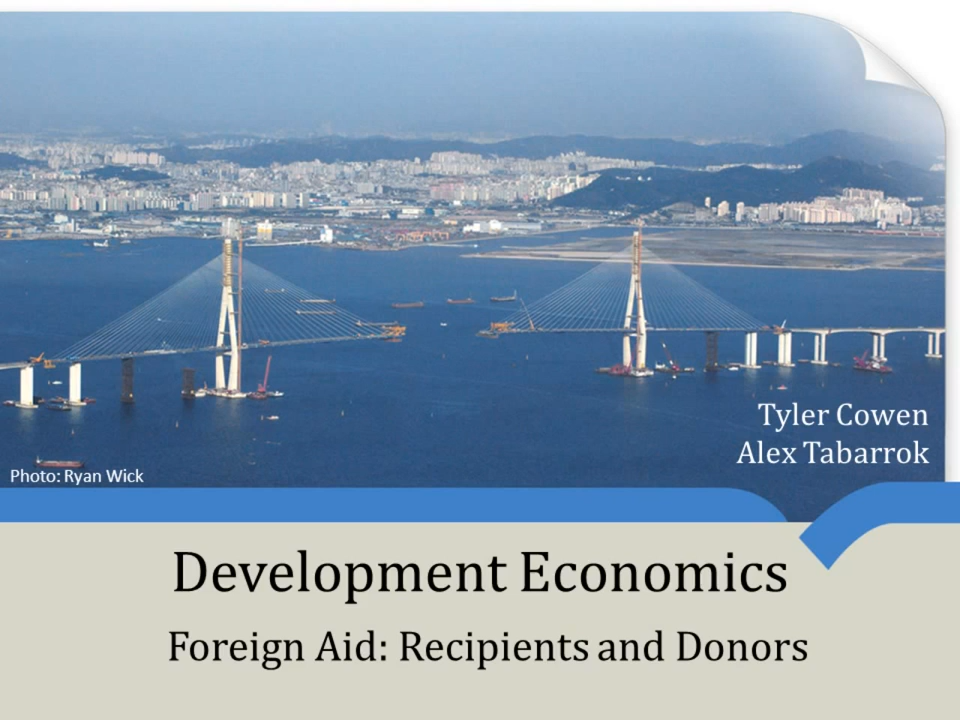 Tyler Cowen
Alex Tabarrok
Photo: Ryan Wick
Development Economics
Foreign Aid: Recipients and Donors